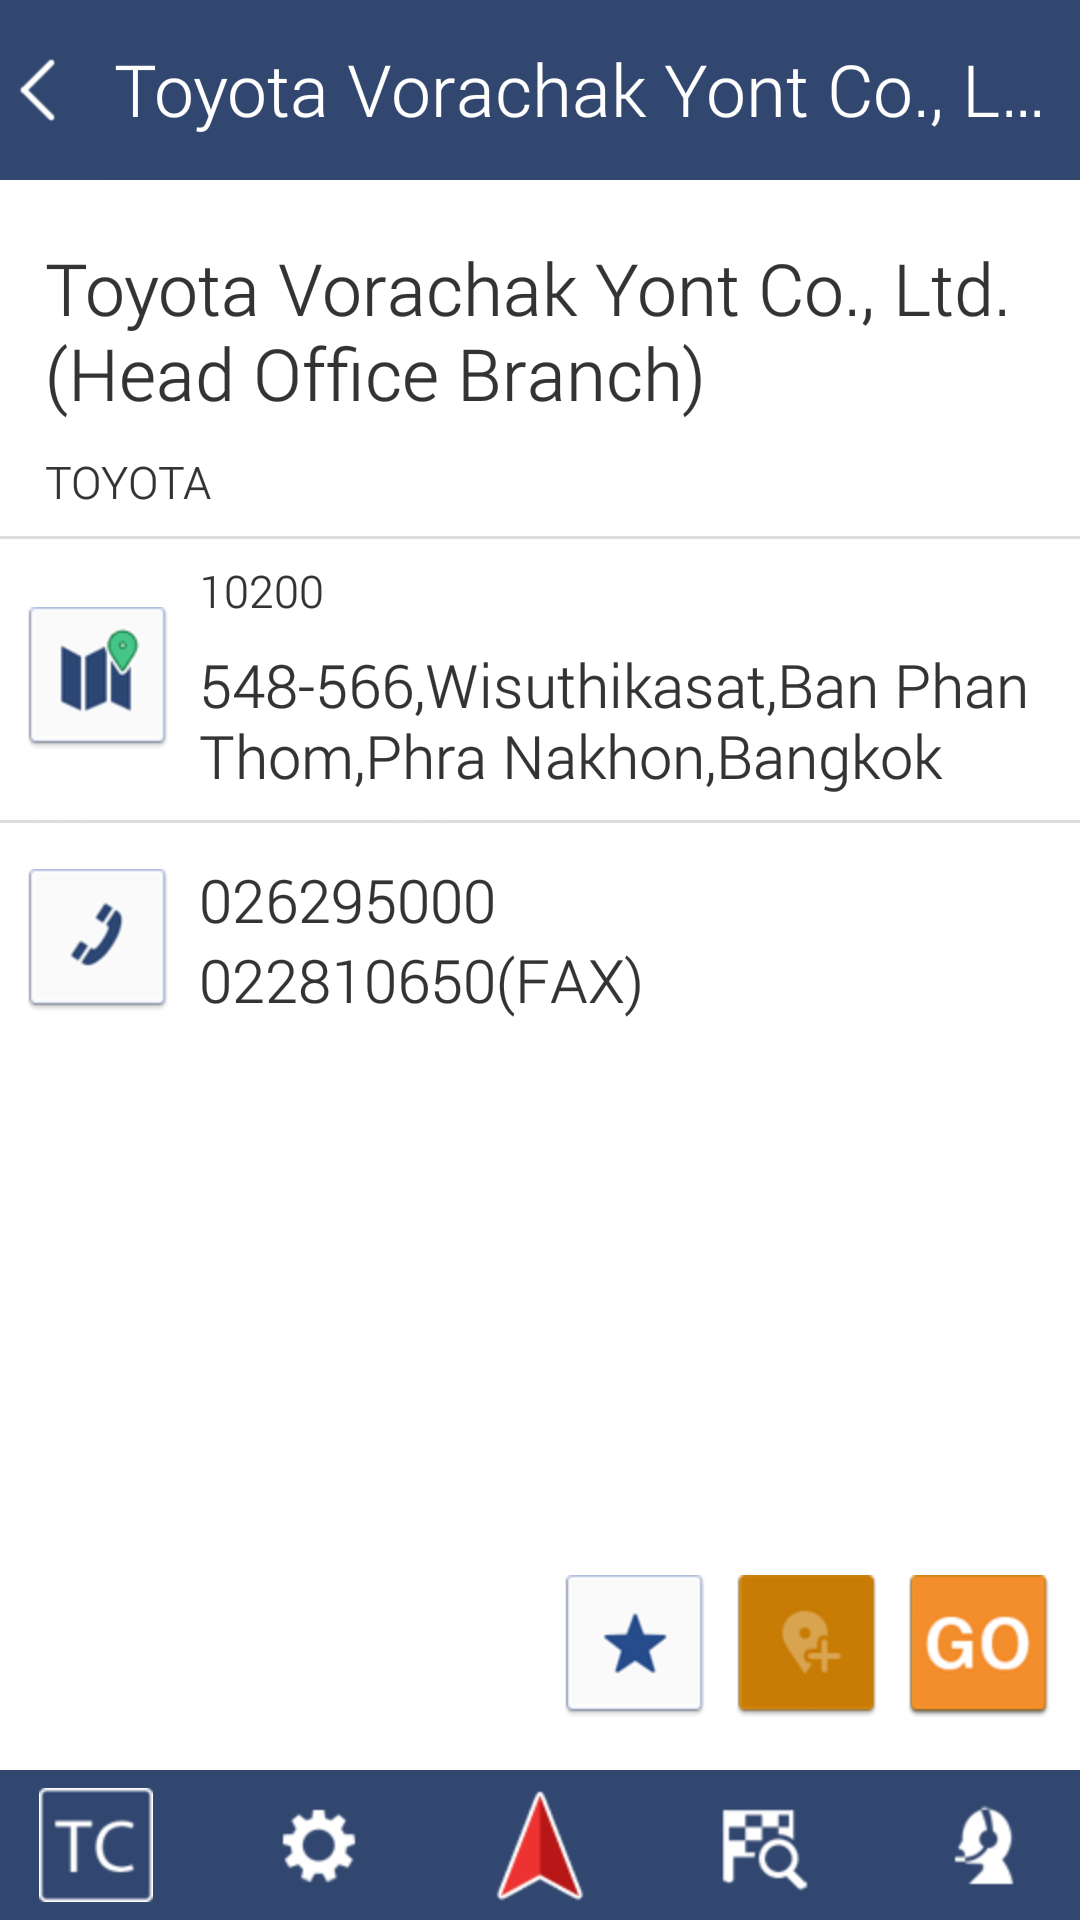 Toyota Vorachak Yont Co., L...
Toyota Vorachak Yont Co., Ltd.
(Head Office Branch)
TOYOTA
10200
548-566,Wisuthikasat,Ban Phan
Thom,Phra Nakhon,Bangkok
026295000
022810650(FAX)
GO
TC